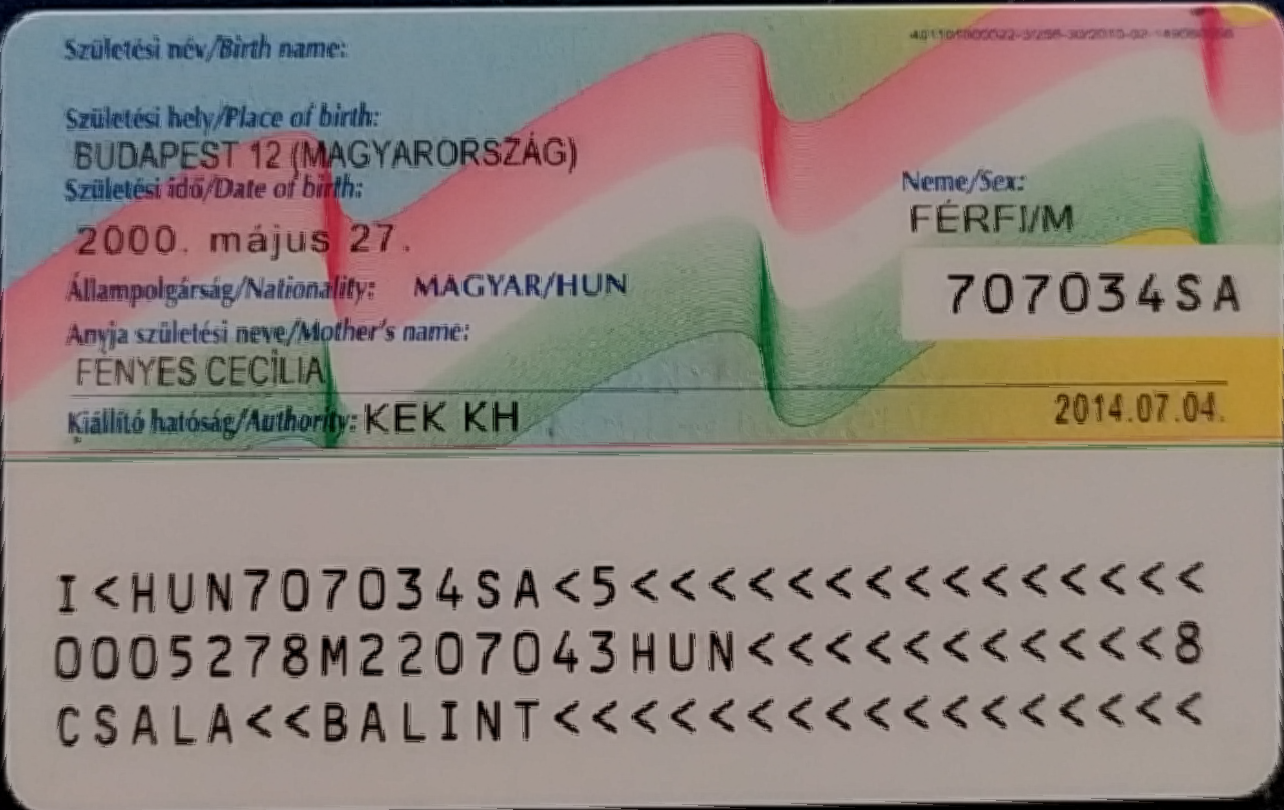 Születési név/Birth name:
Születési hely/Place of birth:
BUDAPEST 12 (MAGYARORSZÁG)
Születési idő/Date of birth:
2000. május 27.
Neme/Sex:
FÉRFI/M
707034SA
Állampolgárság/Nationality: MAGYAR/HUN
Anyja születési neve/Mother's name:
FENYES CECÍLIA
Kiállító hatóság/Authority: KEK KH
2014.07.04.
I<HUN707034SA<5<<<<<<<<<<<<<<<
0005278M2207043HUN<<<<<<<<<<<8
CSALA<<BALINT<<<<<<<<<<<<<<<<<